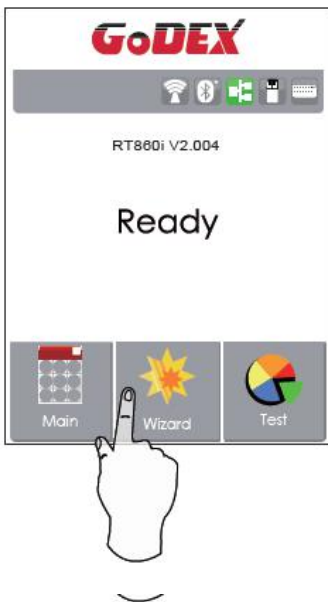 GODEX
RT860i V2.004
Ready
Main
Wizard
Test